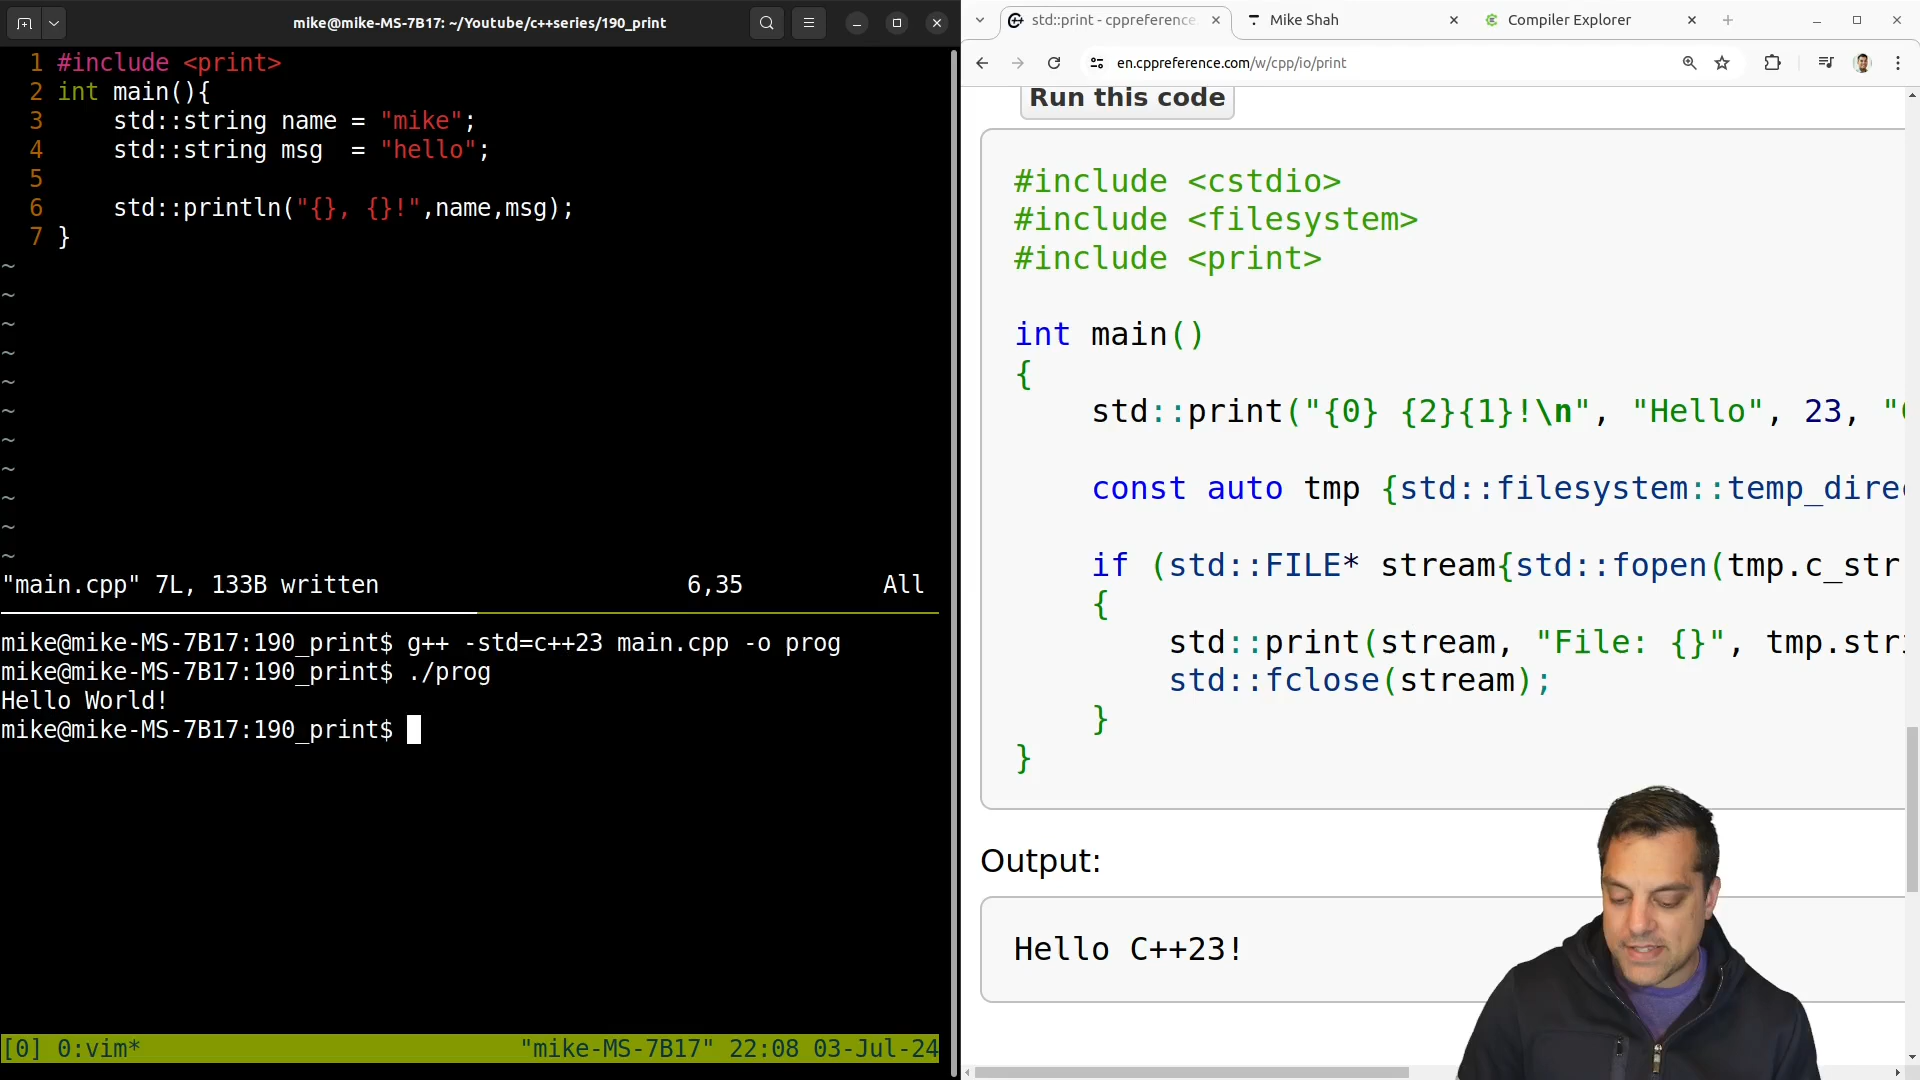 mike@mike-MS-7B17: ~/Youtube/c++series/190_print
1 #include <print>
2 int main(){
3     std::string name = "mike";
4     std::string msg  = "hello";
5
6     std::println("{}, {}!",name,msg);
7 }
~
~
~
~
~
~
~
~
~
~
~
"main.cpp" 7L, 133B written 6,35 All
mike@mike-MS-7B17:190_print$ g++ -std=c++23 main.cpp -o prog
mike@mike-MS-7B17:190_print$ ./prog
Hello World!
mike@mike-MS-7B17:190_print$
[0] 0:vim* "mike-MS-7B17" 22:08 03-Jul-24
std::print - cppreference
Mike Shah
Compiler Explorer
en.cppreference.com/w/cpp/io/print
Run this code
#include <cstdio>
#include <filesystem>
#include <print>
int main()
{
    std::print("{0} {2}{1}!\n", "Hello", 23, "
    const auto tmp {std::filesystem::temp_dire
    if (std::FILE* stream{std::fopen(tmp.c_str
    {
        std::print(stream, "File: {}", tmp.stri
        std::fclose(stream);
    }
}
Output:
Hello C++23!